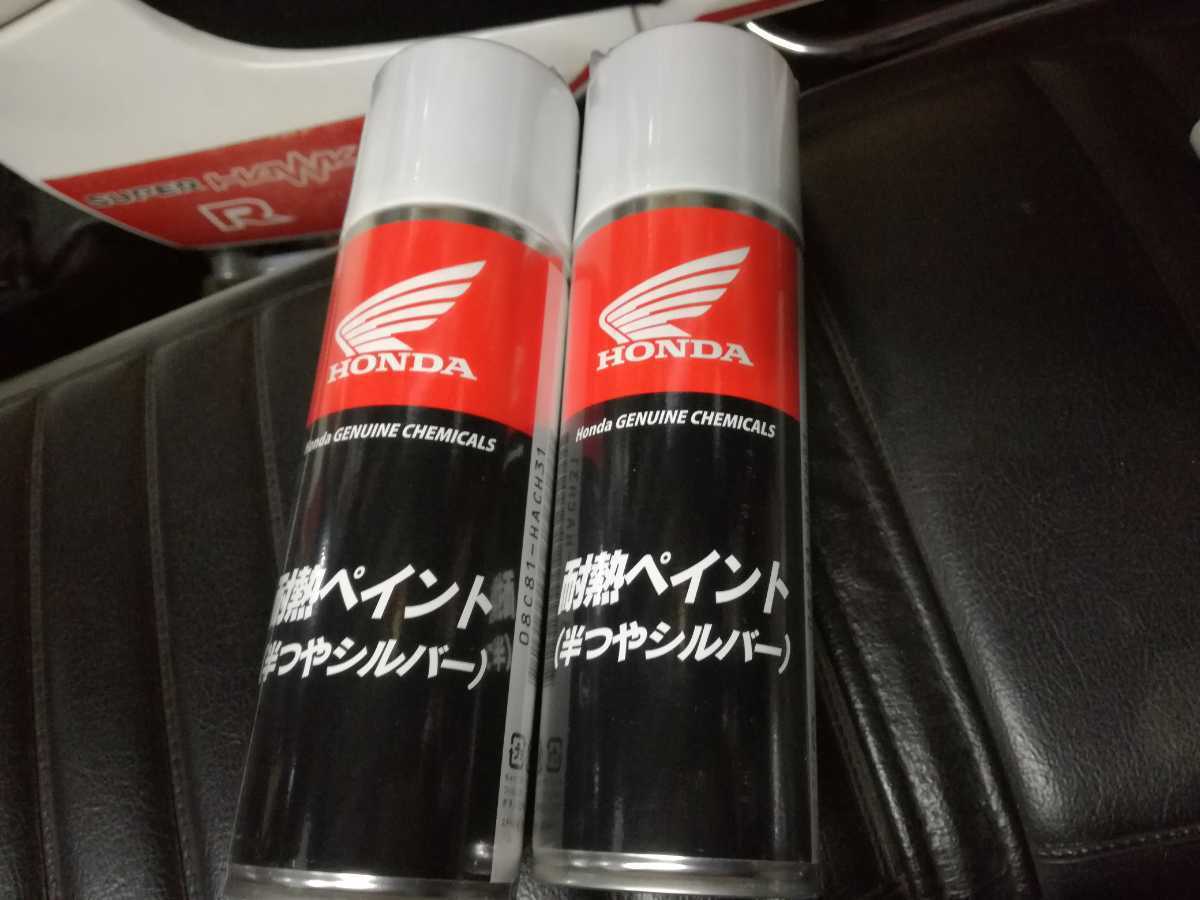 SUPER HAWK
R
HONDA
Honda GENUINE CHEMICALS
耐熱ペイント
(半つやシルバー)
08C81-HACH31
HONDA
Honda GENUINE CHEMICALS
耐熱ペイント
(半つやシルバー)